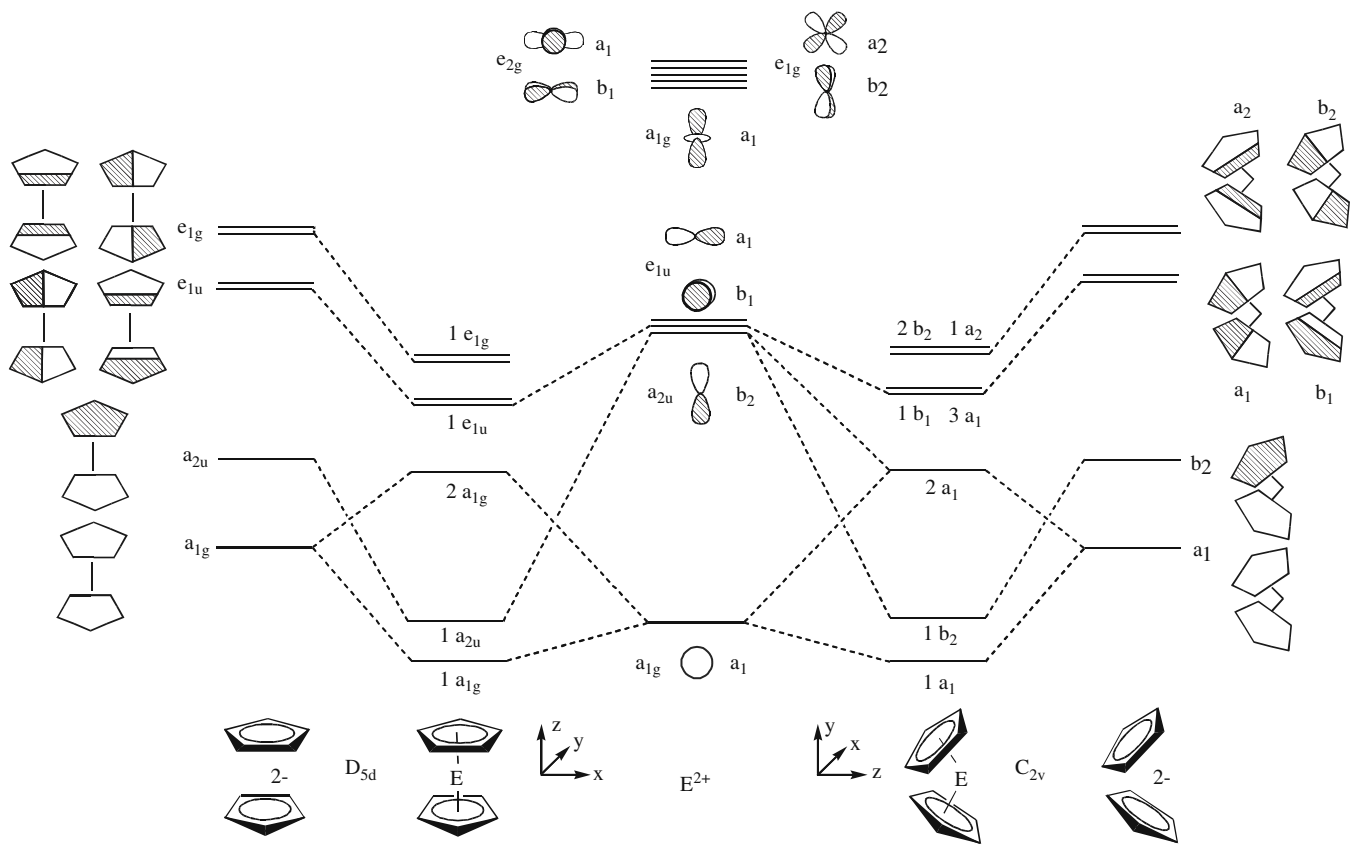 a₁
a2
e₂g
e₁g
b₁
b2
a₁g
a₁
a₂
b₂
e₁g
a₁
e₁u
e₁u
b₁
1 e₁g
2 b₂
1 a₂
a₂u
b₂
1 e₁u
1 b₁
3 a₁
a₁
b₁
a₂u
b2
2 a₁g
2 a₁
a₁g
a1
1 a₂u
1 b₂
a₁g
a₁
1 a₁g
1 a₁
z
y
x
y
x
z
2-
D₅d
E
E²⁺
E
C₂v
2-